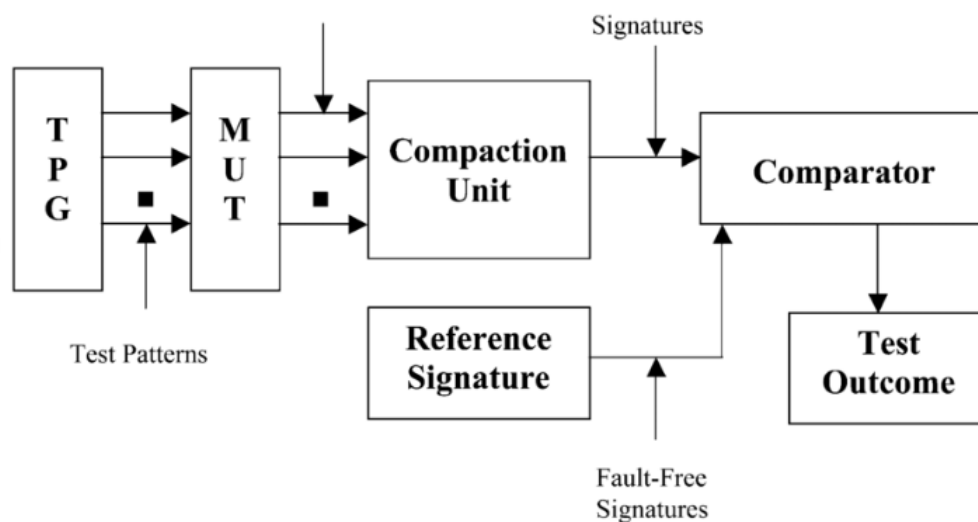 Signatures
T
P
G
M
U
T
Compaction
Unit
Comparator
Test Patterns
Reference
Signature
Test
Outcome
Fault-Free
Signatures